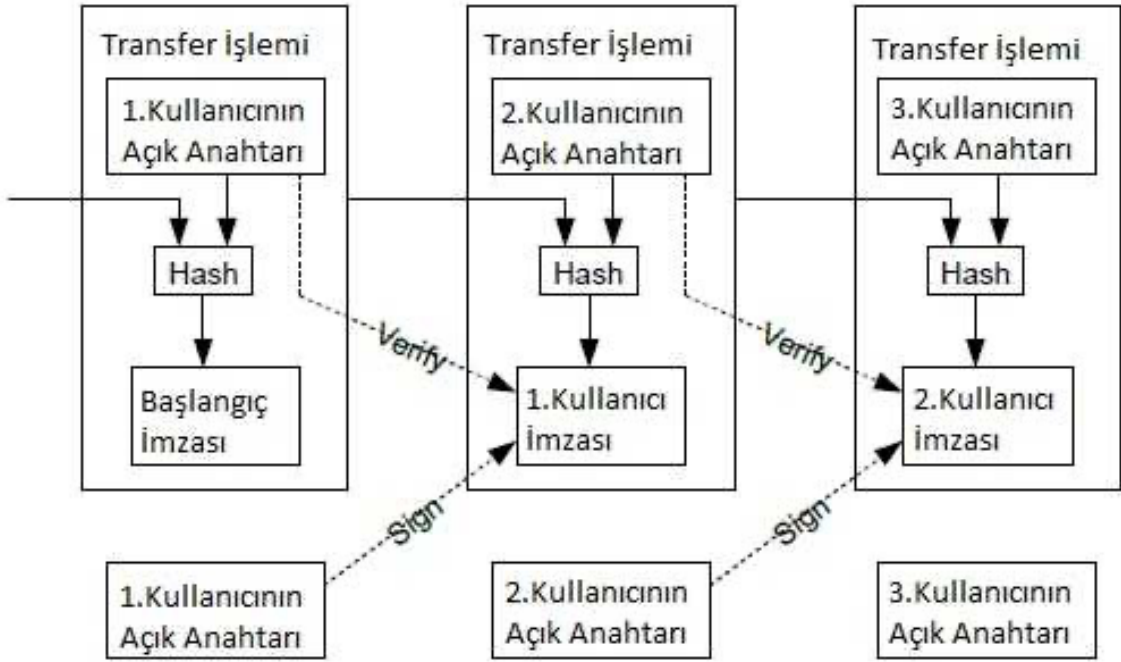 Transfer İşlemi
1.Kullanıcının
Açık Anahtarı
Hash
Başlangıç
İmzası
Verify
Sign
Transfer İşlemi
2.Kullanıcının
Açık Anahtarı
Hash
1.Kullanıcı
İmzası
Verify
Sign
Transfer İşlemi
3.Kullanıcının
Açık Anahtarı
Hash
2.Kullanıcı
İmzası
1.Kullanıcının
Açık Anahtarı
2.Kullanıcının
Açık Anahtarı
3.Kullanıcının
Açık Anahtarı